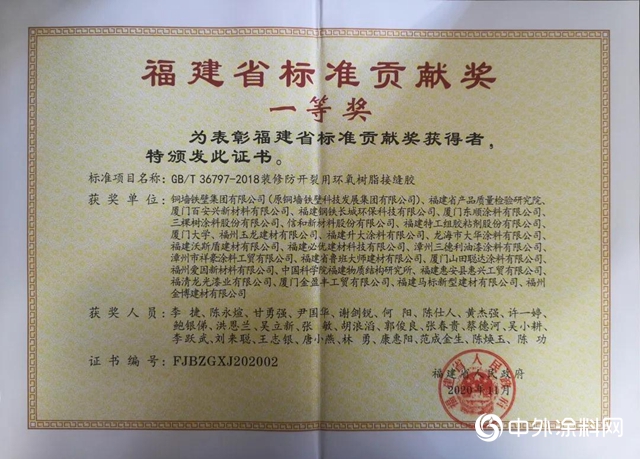 福建省标准贡献奖
一等奖
为表彰福建省标准贡献奖获得者，
特颁发此证书。
标准项目名称：GB/T 36797-2018装修防开裂用环氧树脂接缝胶
获奖单位：铜墙铁壁集团有限公司（原铜墙铁壁科技发展集团有限公司）、福建省产品质量检验研究院、
厦门百安兴新材料有限公司、福建钢铁长城环保科技有限公司、厦门东顺涂料有限公司、
三棵树涂料股份有限公司、信和新材料股份有限公司、福建特工组胶粘剂有限公司、
厦门大学、福州玉龙建材有限公司、福建升大涂料有限公司、龙海市大华涂料有限公司、
福建沃斯盾建材有限公司、福建公优建材科技有限公司、漳州三德利油漆涂料有限公司、
漳州市祥豪涂料工贸有限公司、福建省鲁班大师建材有限公司、厦门山田聪达涂料有限公司、
福州爱因新材料有限公司、中国科学院福建物质结构研究所、福建惠安县惠兴工贸有限公司、
福清龙光漆业有限公司、厦门金盈丰工贸有限公司、福建马标新型建材有限公司、福州
金博建材有限公司
获奖人员：李 捷、陈永煊、甘勇强、尹国华、谢剑锐、何 阳、陈仕人、黄杰强、许一婷、
鲍银俤、洪恩兰、吴立新、张 敏、胡浪滔、郭俊良、张春贵、蔡德河、吴小耕、
李跃武、刘来聪、王志银、唐小燕、林 勇、康惠阳、范成金生、陈焕玉、陈 功
证书编号：FJBZGXJ202002
福建省人民政府
2020年11月
中外涂料网